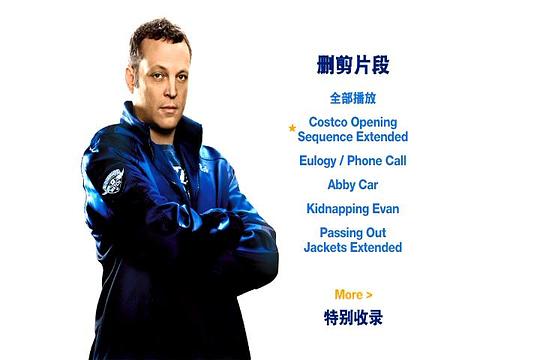 删剪片段
全部播放
Costco Opening
Sequence Extended
Eulogy / Phone Call
Abby Car
Kidnapping Evan
Passing Out
Jackets Extended
More >
特别收录